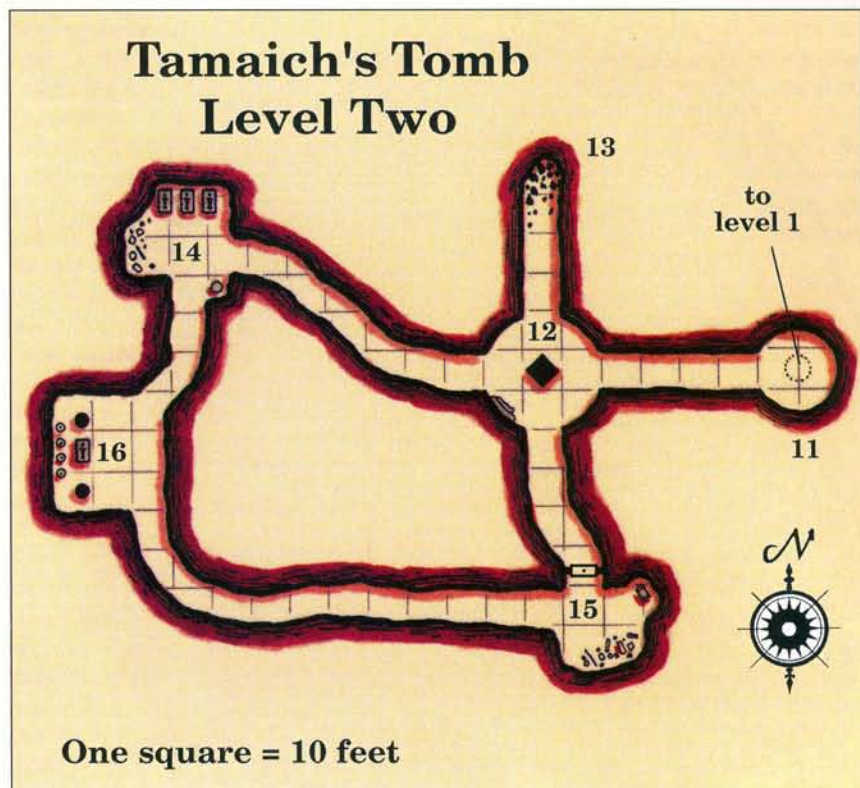 Tamaich's Tomb
Level Two
13
to
level 1
14
12
16
11
N
15
One square = 10 feet